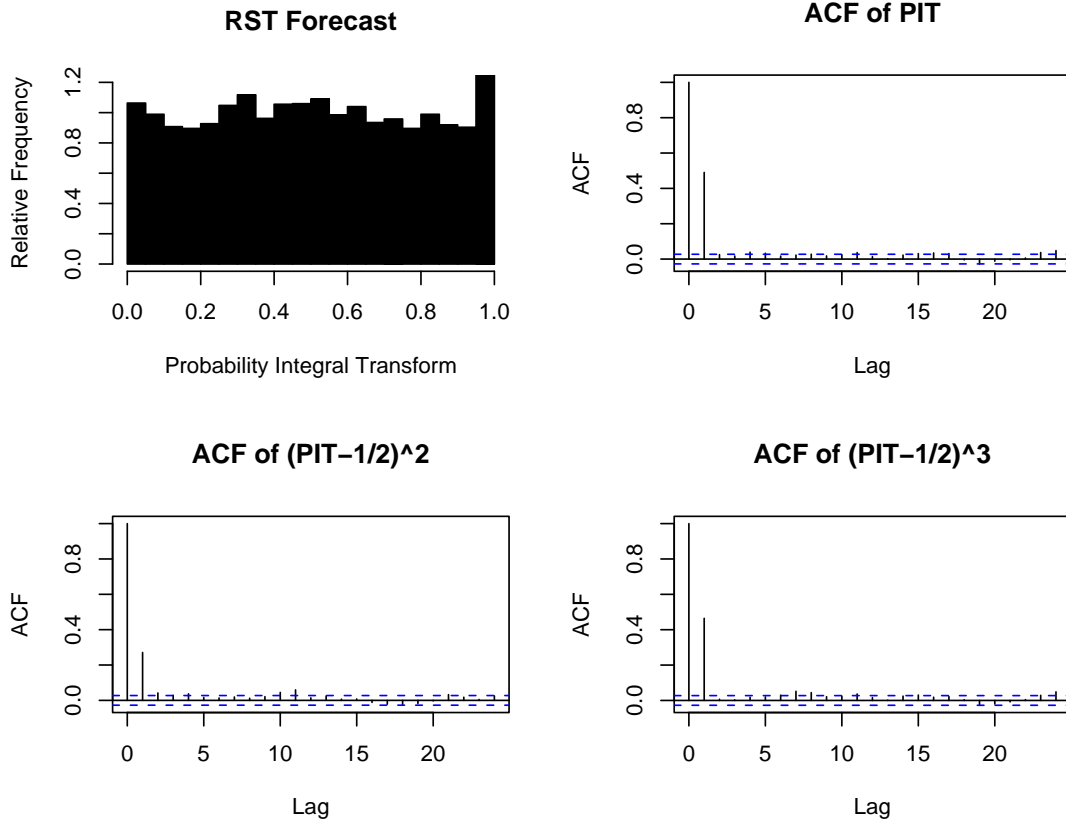 RST Forecast
Relative Frequency
0.0 0.4 0.8 1.2
0.0 0.2 0.4 0.6 0.8 1.0
Probability Integral Transform
ACF of PIT
ACF
0.0 0.4 0.8
0 5 10 15 20
Lag
ACF of (PIT−1/2)^2
ACF
0.0 0.4 0.8
0 5 10 15 20
Lag
ACF of (PIT−1/2)^3
ACF
0.0 0.4 0.8
0 5 10 15 20
Lag